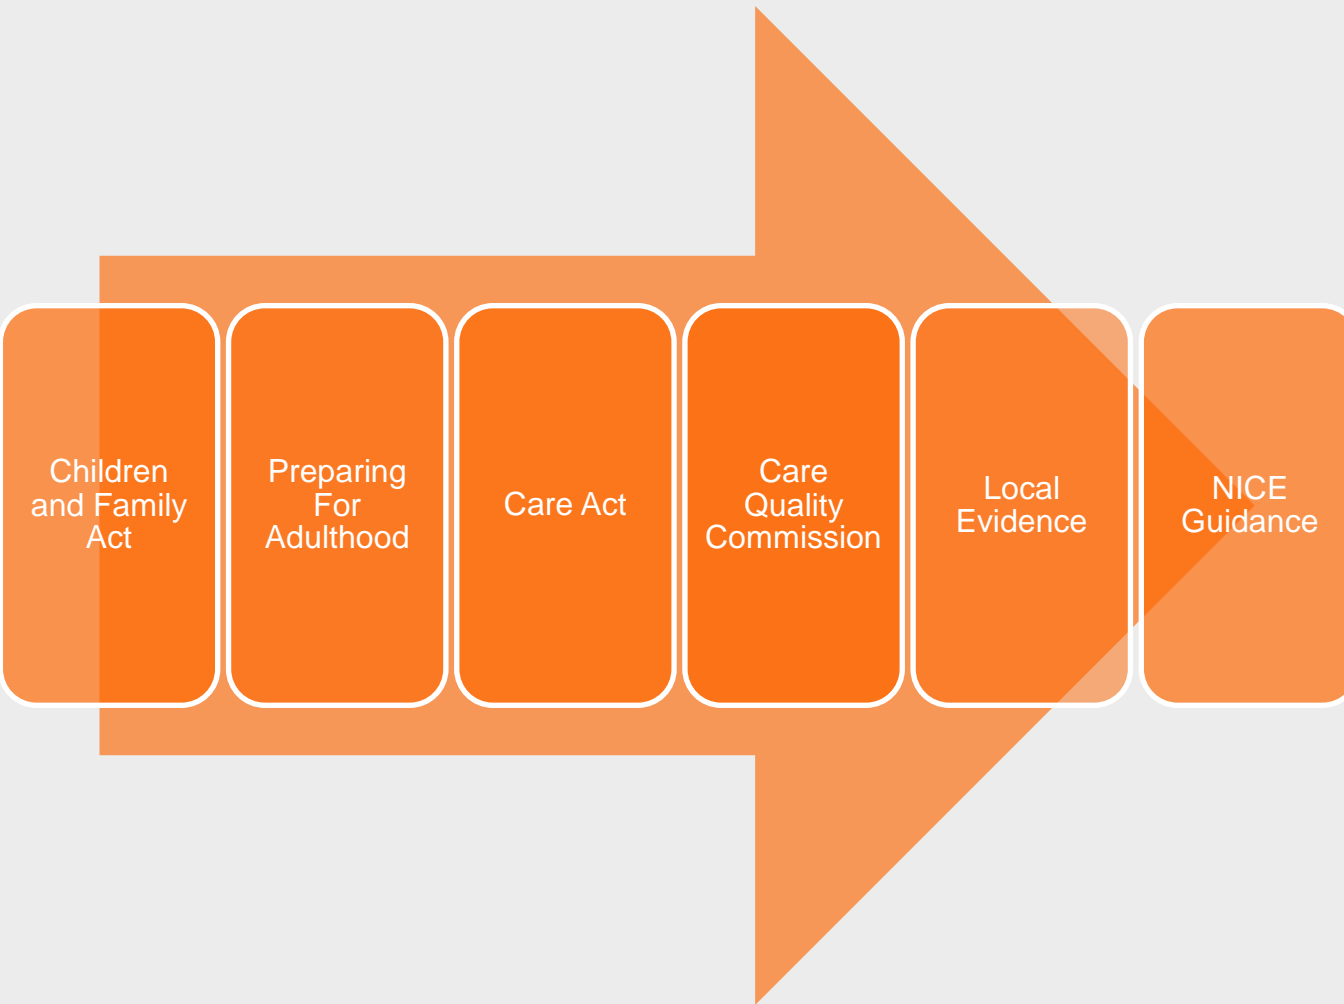 Children
and Family
Act
Preparing
For
Adulthood
Care Act
Care
Quality
Commission
Local
Evidence
NICE
Guidance